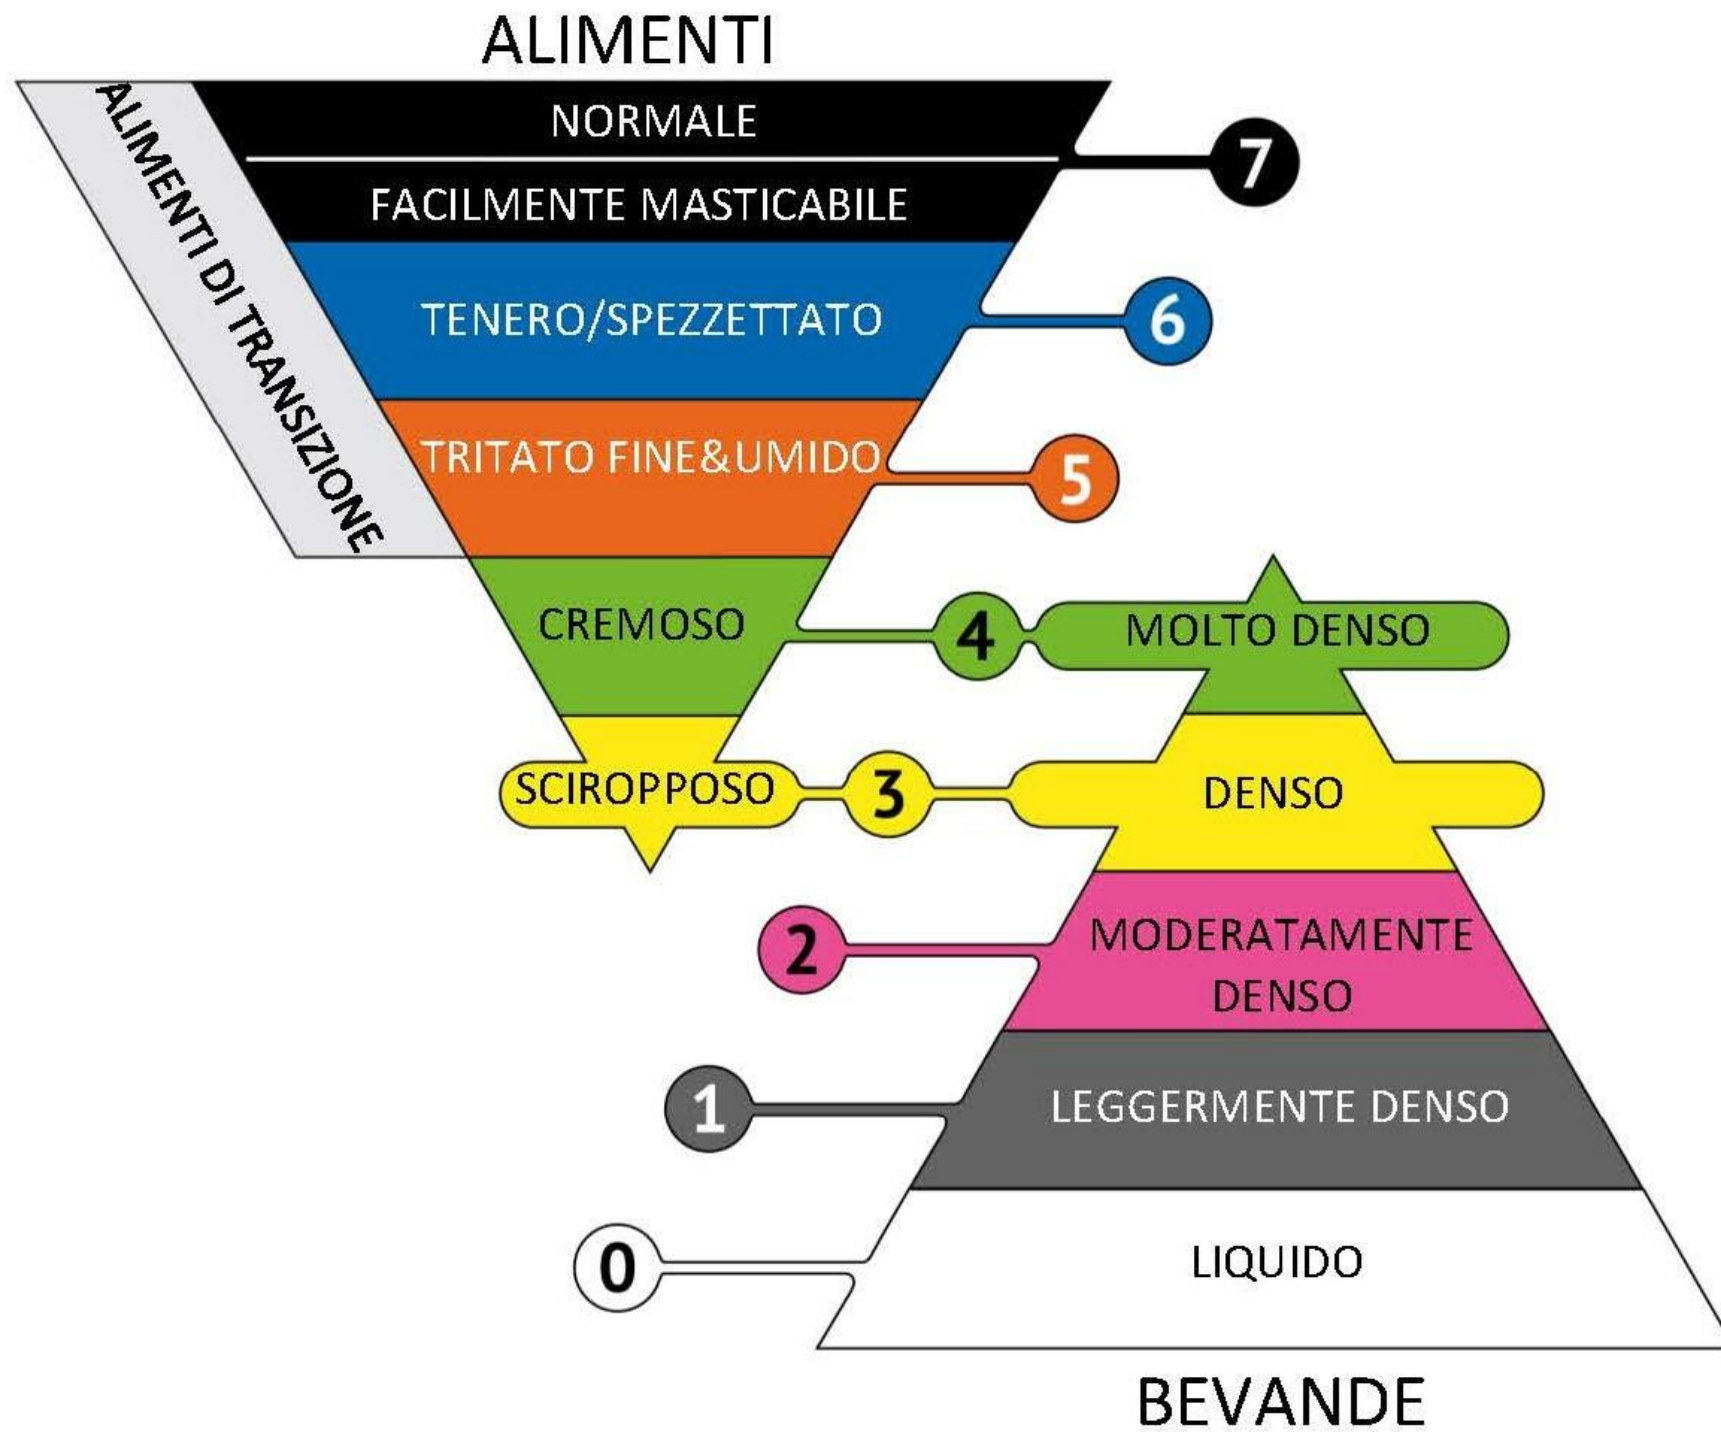 ALIMENTI
ALIMENTI DI TRANSIZIONE
NORMALE
7
FACILMENTE MASTICABILE
TENERO/SPEZZETTATO
6
TRITATO FINE&UMIDO
5
CREMOSO
4
MOLTO DENSO
SCIROPPOSO
3
DENSO
2
MODERATAMENTE
DENSO
1
LEGGERMENTE DENSO
0
LIQUIDO
BEVANDE